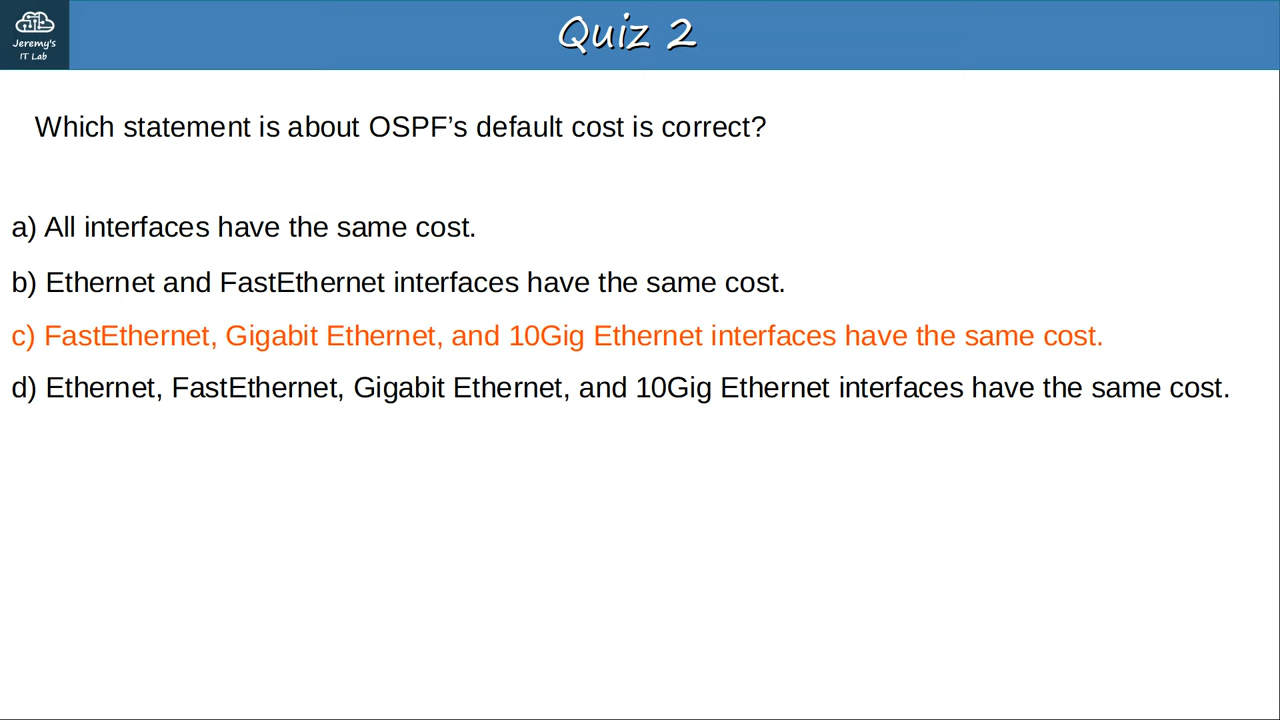 Jeremy's
IT Lab
Quiz 2
Which statement is about OSPF’s default cost is correct?
a) All interfaces have the same cost.
b) Ethernet and FastEthernet interfaces have the same cost.
c) FastEthernet, Gigabit Ethernet, and 10Gig Ethernet interfaces have the same cost.
d) Ethernet, FastEthernet, Gigabit Ethernet, and 10Gig Ethernet interfaces have the same cost.